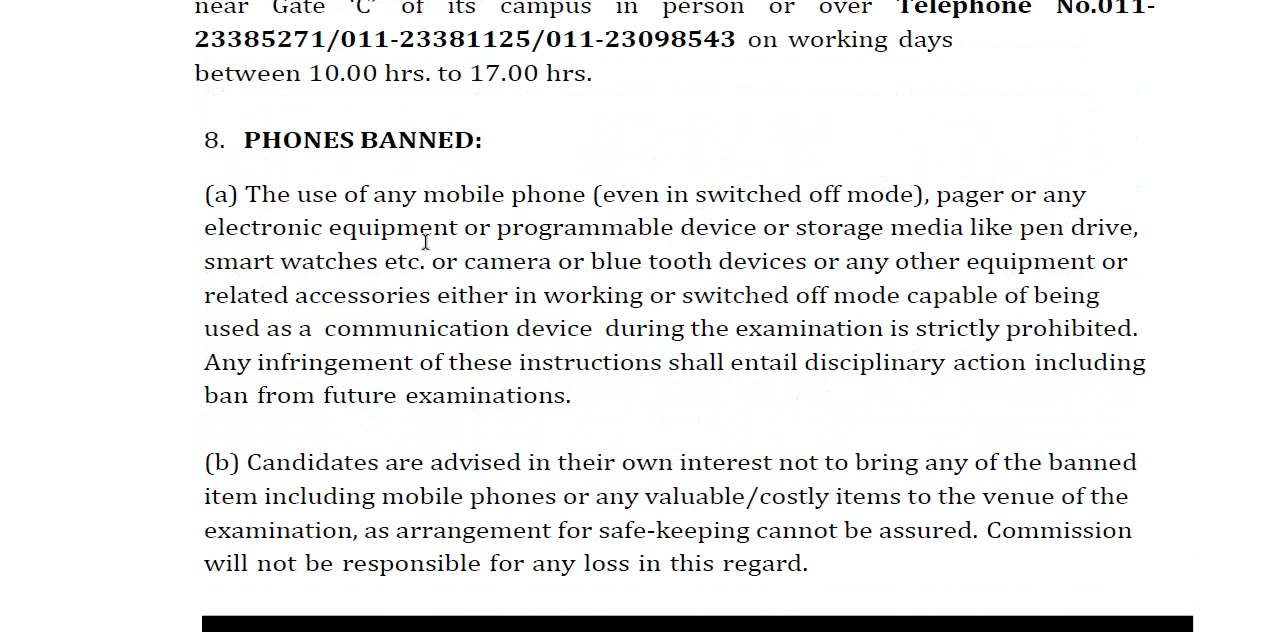 near Gate ‘C’ of its campus in person or over Telephone No.011-
23385271/011-23381125/011-23098543 on working days
between 10.00 hrs. to 17.00 hrs.
8. PHONES BANNED:
(a) The use of any mobile phone (even in switched off mode), pager or any
electronic equipment or programmable device or storage media like pen drive,
smart watches etc. or camera or blue tooth devices or any other equipment or
related accessories either in working or switched off mode capable of being
used as a communication device during the examination is strictly prohibited.
Any infringement of these instructions shall entail disciplinary action including
ban from future examinations.
(b) Candidates are advised in their own interest not to bring any of the banned
item including mobile phones or any valuable/costly items to the venue of the
examination, as arrangement for safe-keeping cannot be assured. Commission
will not be responsible for any loss in this regard.